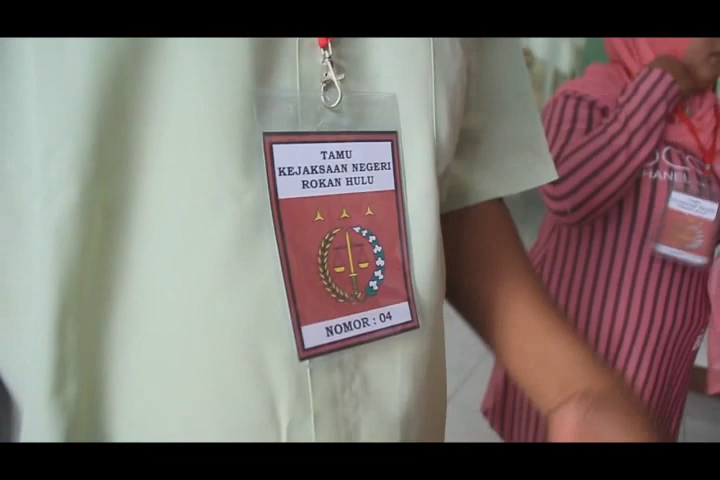 TAMU
KEJAKSAAN NEGERI
ROKAN HULU
NOMOR : 04